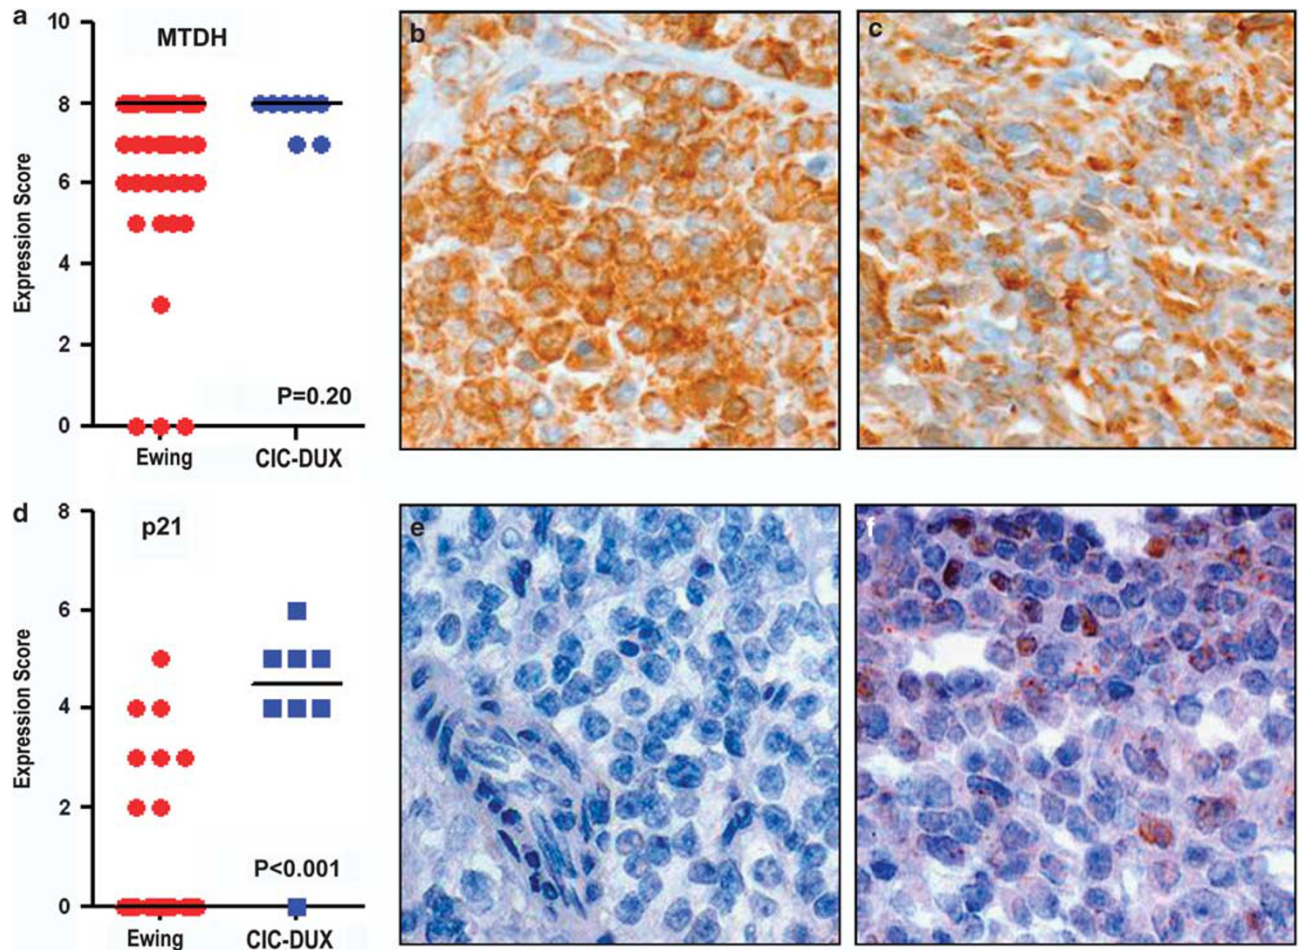 a
10
MTDH
8
6
4
2
0
Expression Score
P=0.20
Ewing CIC-DUX
b
c
d
8
p21
6
4
2
0
Expression Score
P<0.001
Ewing CIC-DUX
e
f